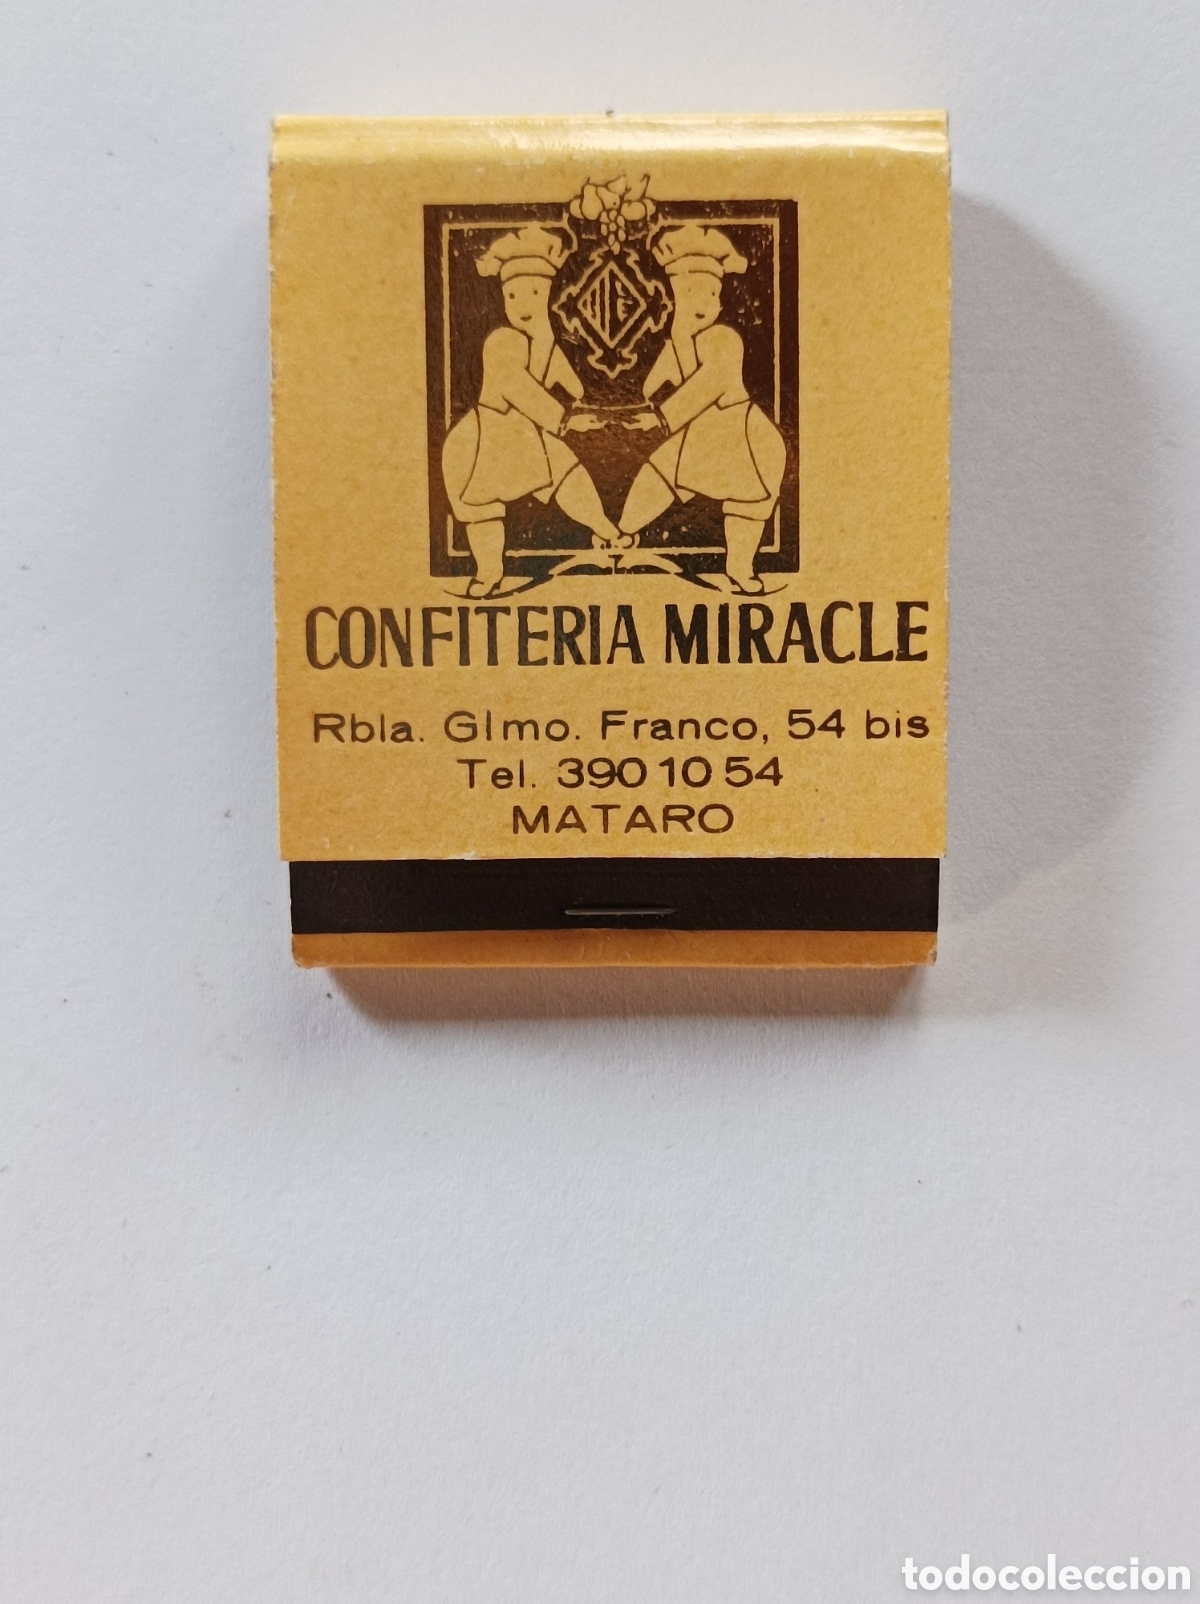 CONFITERIA MIRACLE
Rbla. Glmo. Franco, 54 bis
Tel. 390 10 54
MATARO
todocoleccion